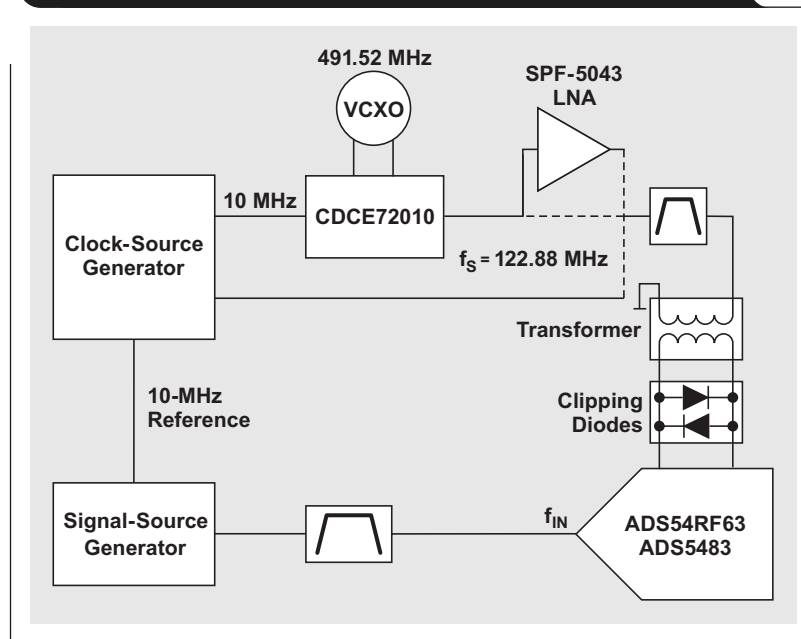 491.52 MHz
VCXO
SPF-5043
LNA
10 MHz
CDCE72010
Clock-Source
Generator
fS = 122.88 MHz
Transformer
10-MHz
Reference
Clipping
Diodes
Signal-Source
Generator
fIN
ADS54RF63
ADS5483